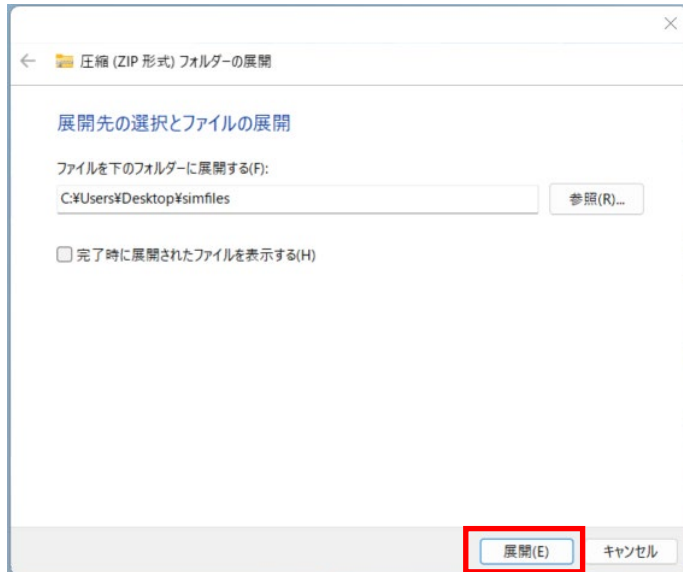 圧縮 (ZIP 形式) フォルダーの展開
展開先の選択とファイルの展開
ファイルを下のフォルダーに展開する(F):
C:¥Users¥Desktop¥simfiles
参照(R)...
完了時に展開されたファイルを表示する(H)
展開(E)
キャンセル